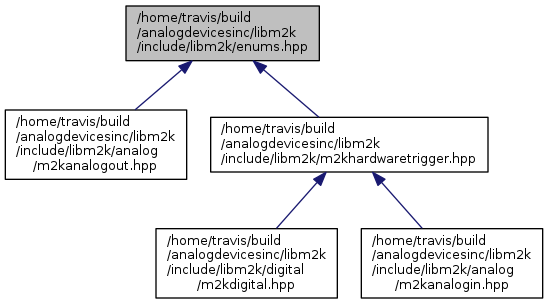 /home/travis/build
/analogdevicesinc/libm2k
/include/libm2k/enums.hpp
/home/travis/build
/analogdevicesinc/libm2k
/include/libm2k/analog
/m2kanalogout.hpp
/home/travis/build
/analogdevicesinc/libm2k
/include/libm2k/m2khardwaretrigger.hpp
/home/travis/build
/analogdevicesinc/libm2k
/include/libm2k/digital
/m2kdigital.hpp
/home/travis/build
/analogdevicesinc/libm2k
/include/libm2k/analog
/m2kanalogin.hpp